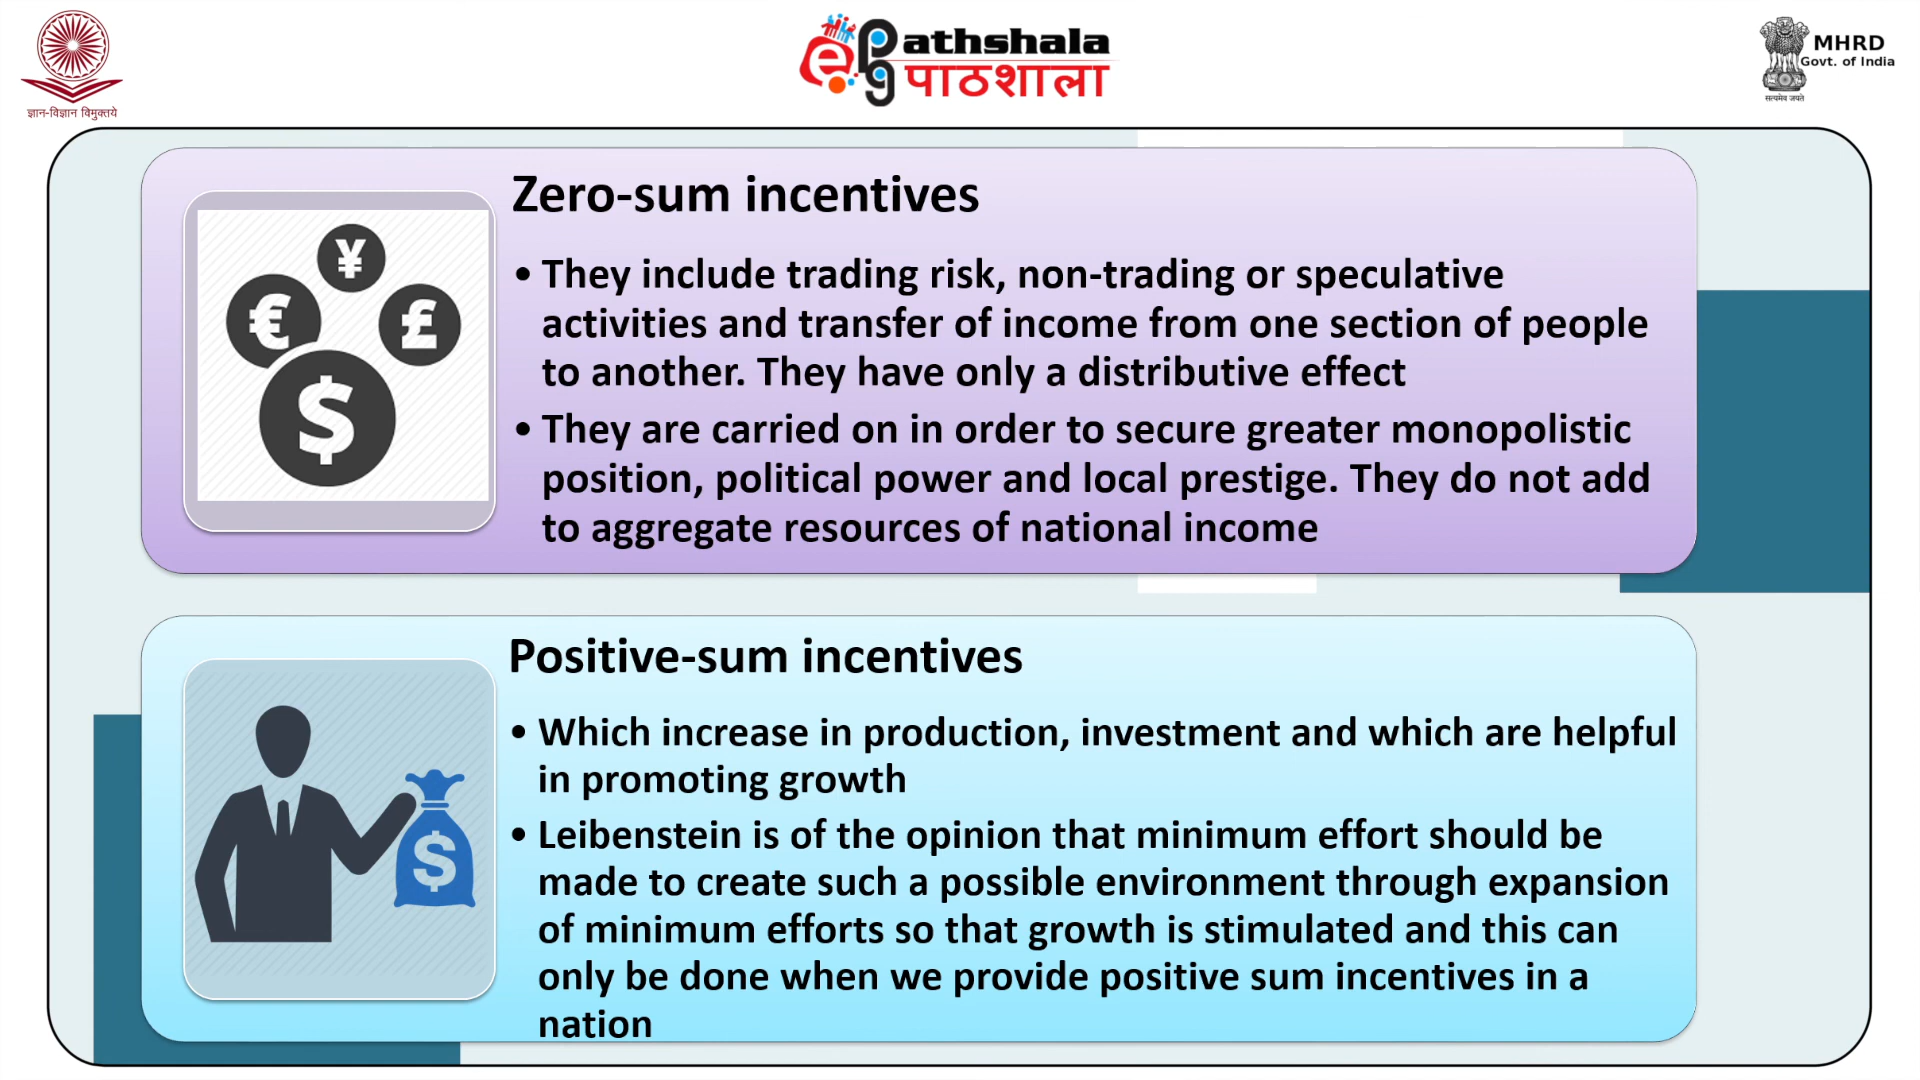 ज्ञान-विज्ञान विमुक्तये
e pg athshala
पाठशाला
MHRD
Govt. of India
सत्यमेव जयते
Zero-sum incentives
• They include trading risk, non-trading or speculative
activities and transfer of income from one section of people
to another. They have only a distributive effect
• They are carried on in order to secure greater monopolistic
position, political power and local prestige. They do not add
to aggregate resources of national income
¥
€
£
$
Positive-sum incentives
• Which increase in production, investment and which are helpful
in promoting growth
• Leibenstein is of the opinion that minimum effort should be
made to create such a possible environment through expansion
of minimum efforts so that growth is stimulated and this can
only be done when we provide positive sum incentives in a
nation
$